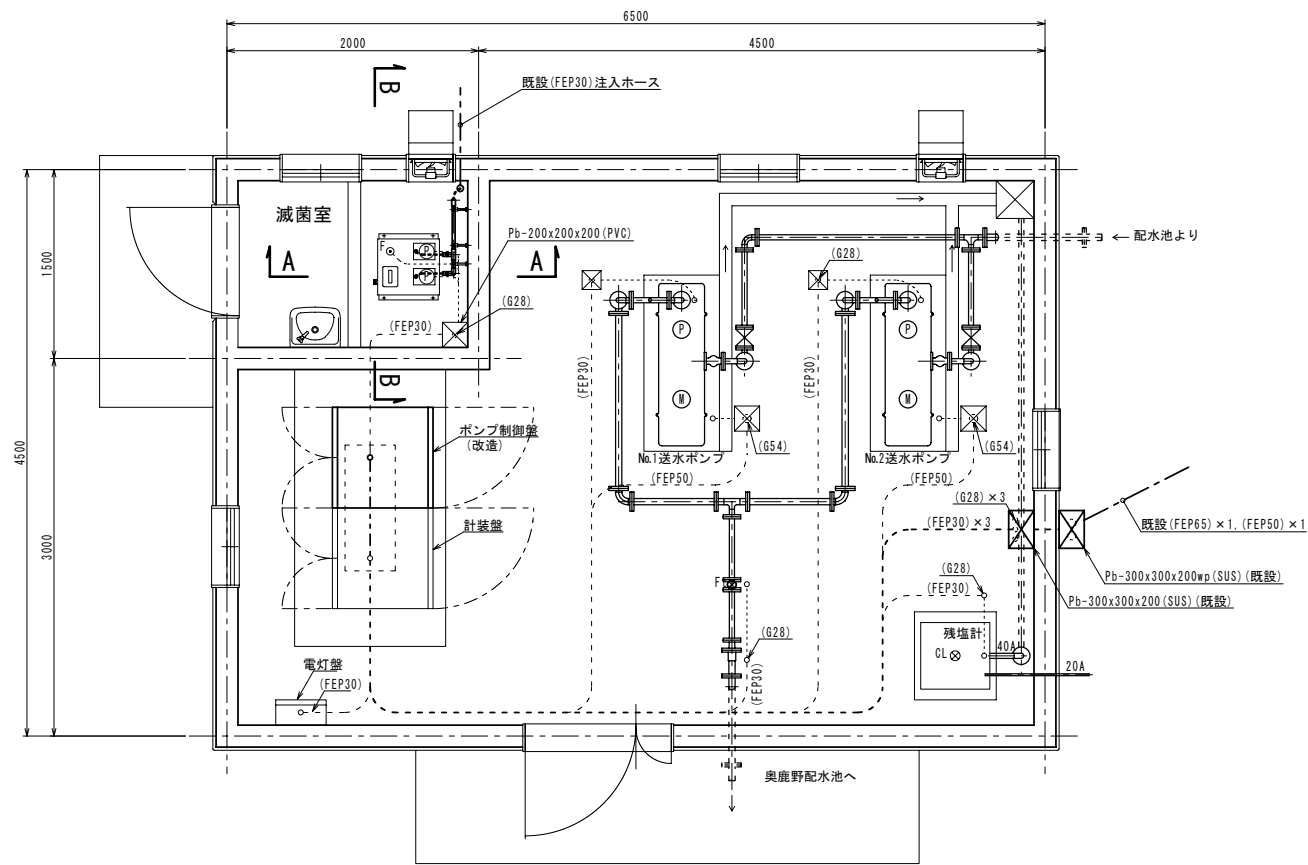 6500
2000
4500
B
既設(FEP30)注入ホース
滅菌室
F
P
P
Pb-200x200x200(PVC)
A
A
(G28)
(FEP30)
B
1500
4500
3000
配水池より
(G28)
P
P
(FEP30)
(FEP30)
M
M
ポンプ制御盤
(改造)
(G54)
(G54)
No.1送水ポンプ
No.2送水ポンプ
(FEP50)
(FEP50)
計装盤
(G28)×3
(FEP30)×3
既設(FEP65)×1,(FEP50)×1
Pb-300x300x200wp(SUS)(既設)
Pb-300x300x200(SUS)(既設)
(G28)
(FEP30)
F
(G28)
(FEP30)
残塩計
CL
40A
20A
電灯盤
(FEP30)
奥鹿野配水池へ